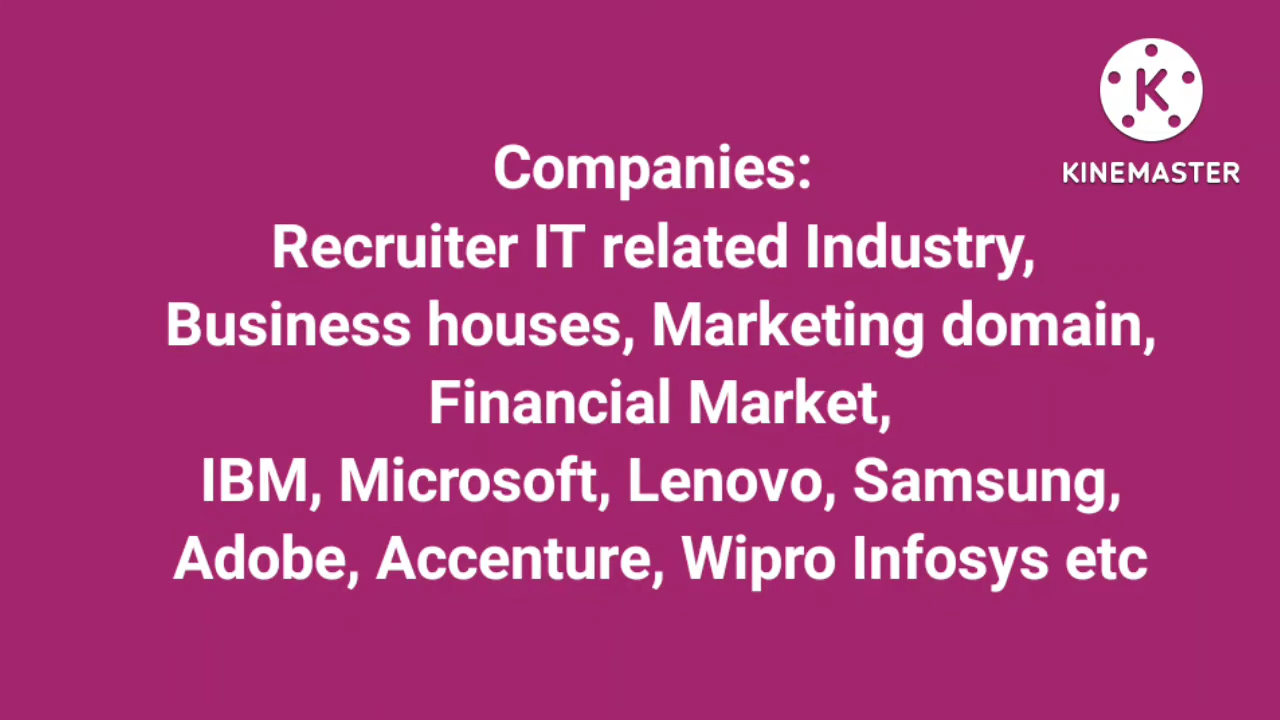 K
KINEMASTER
Companies:
Recruiter IT related Industry,
Business houses, Marketing domain,
Financial Market,
IBM, Microsoft, Lenovo, Samsung,
Adobe, Accenture, Wipro Infosys etc